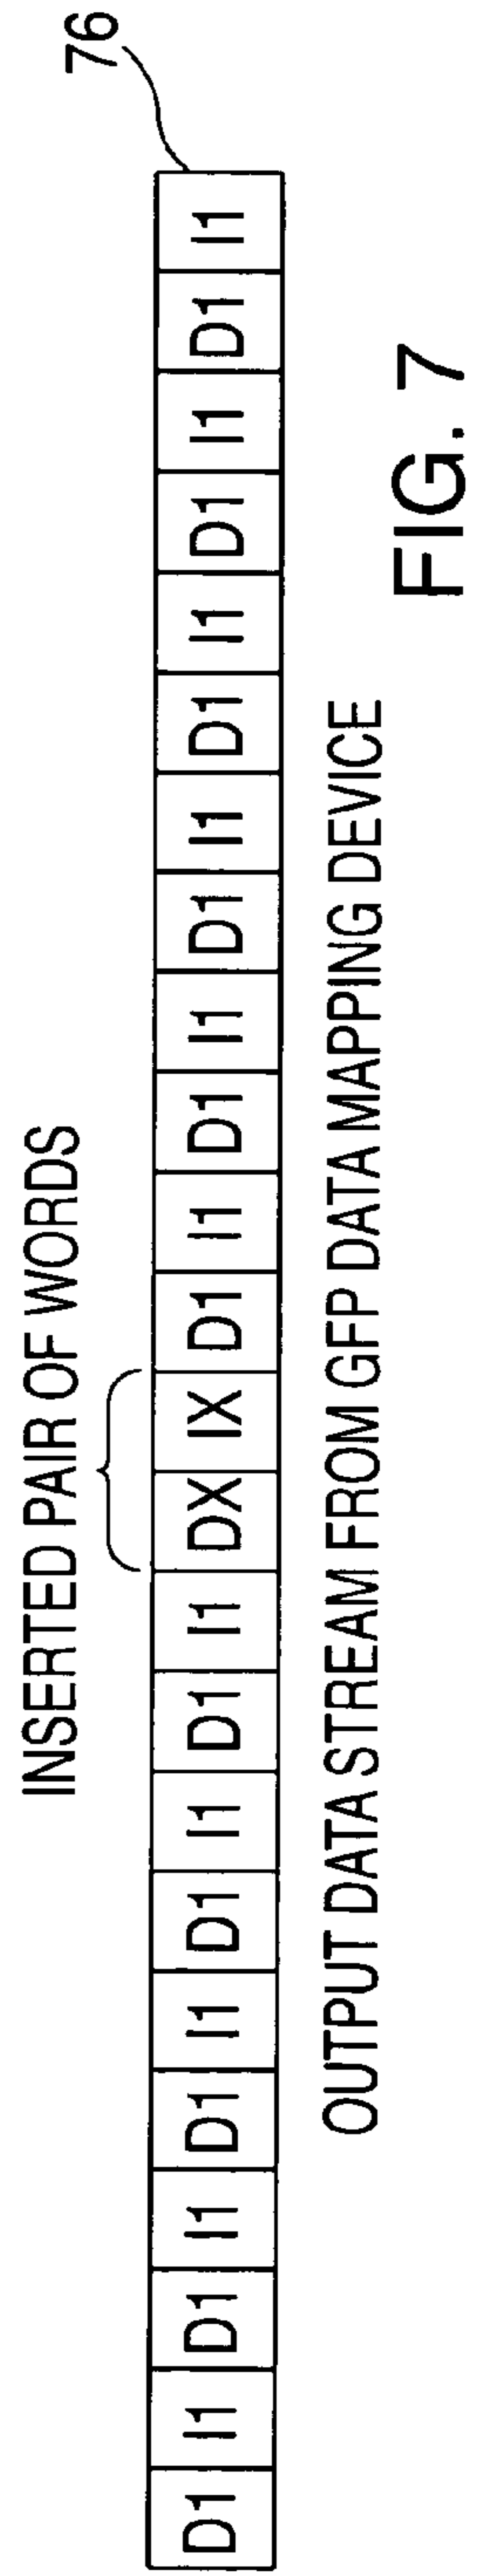 76
INSERTED PAIR OF WORDS
D1 I1 D1 I1 D1 I1 D1 I1 D1 I1 DX IX D1 I1 D1 I1 D1 I1 D1 I1 D1 I1 D1 I1
OUTPUT DATA STREAM FROM GFP DATA MAPPING DEVICE
FIG. 7